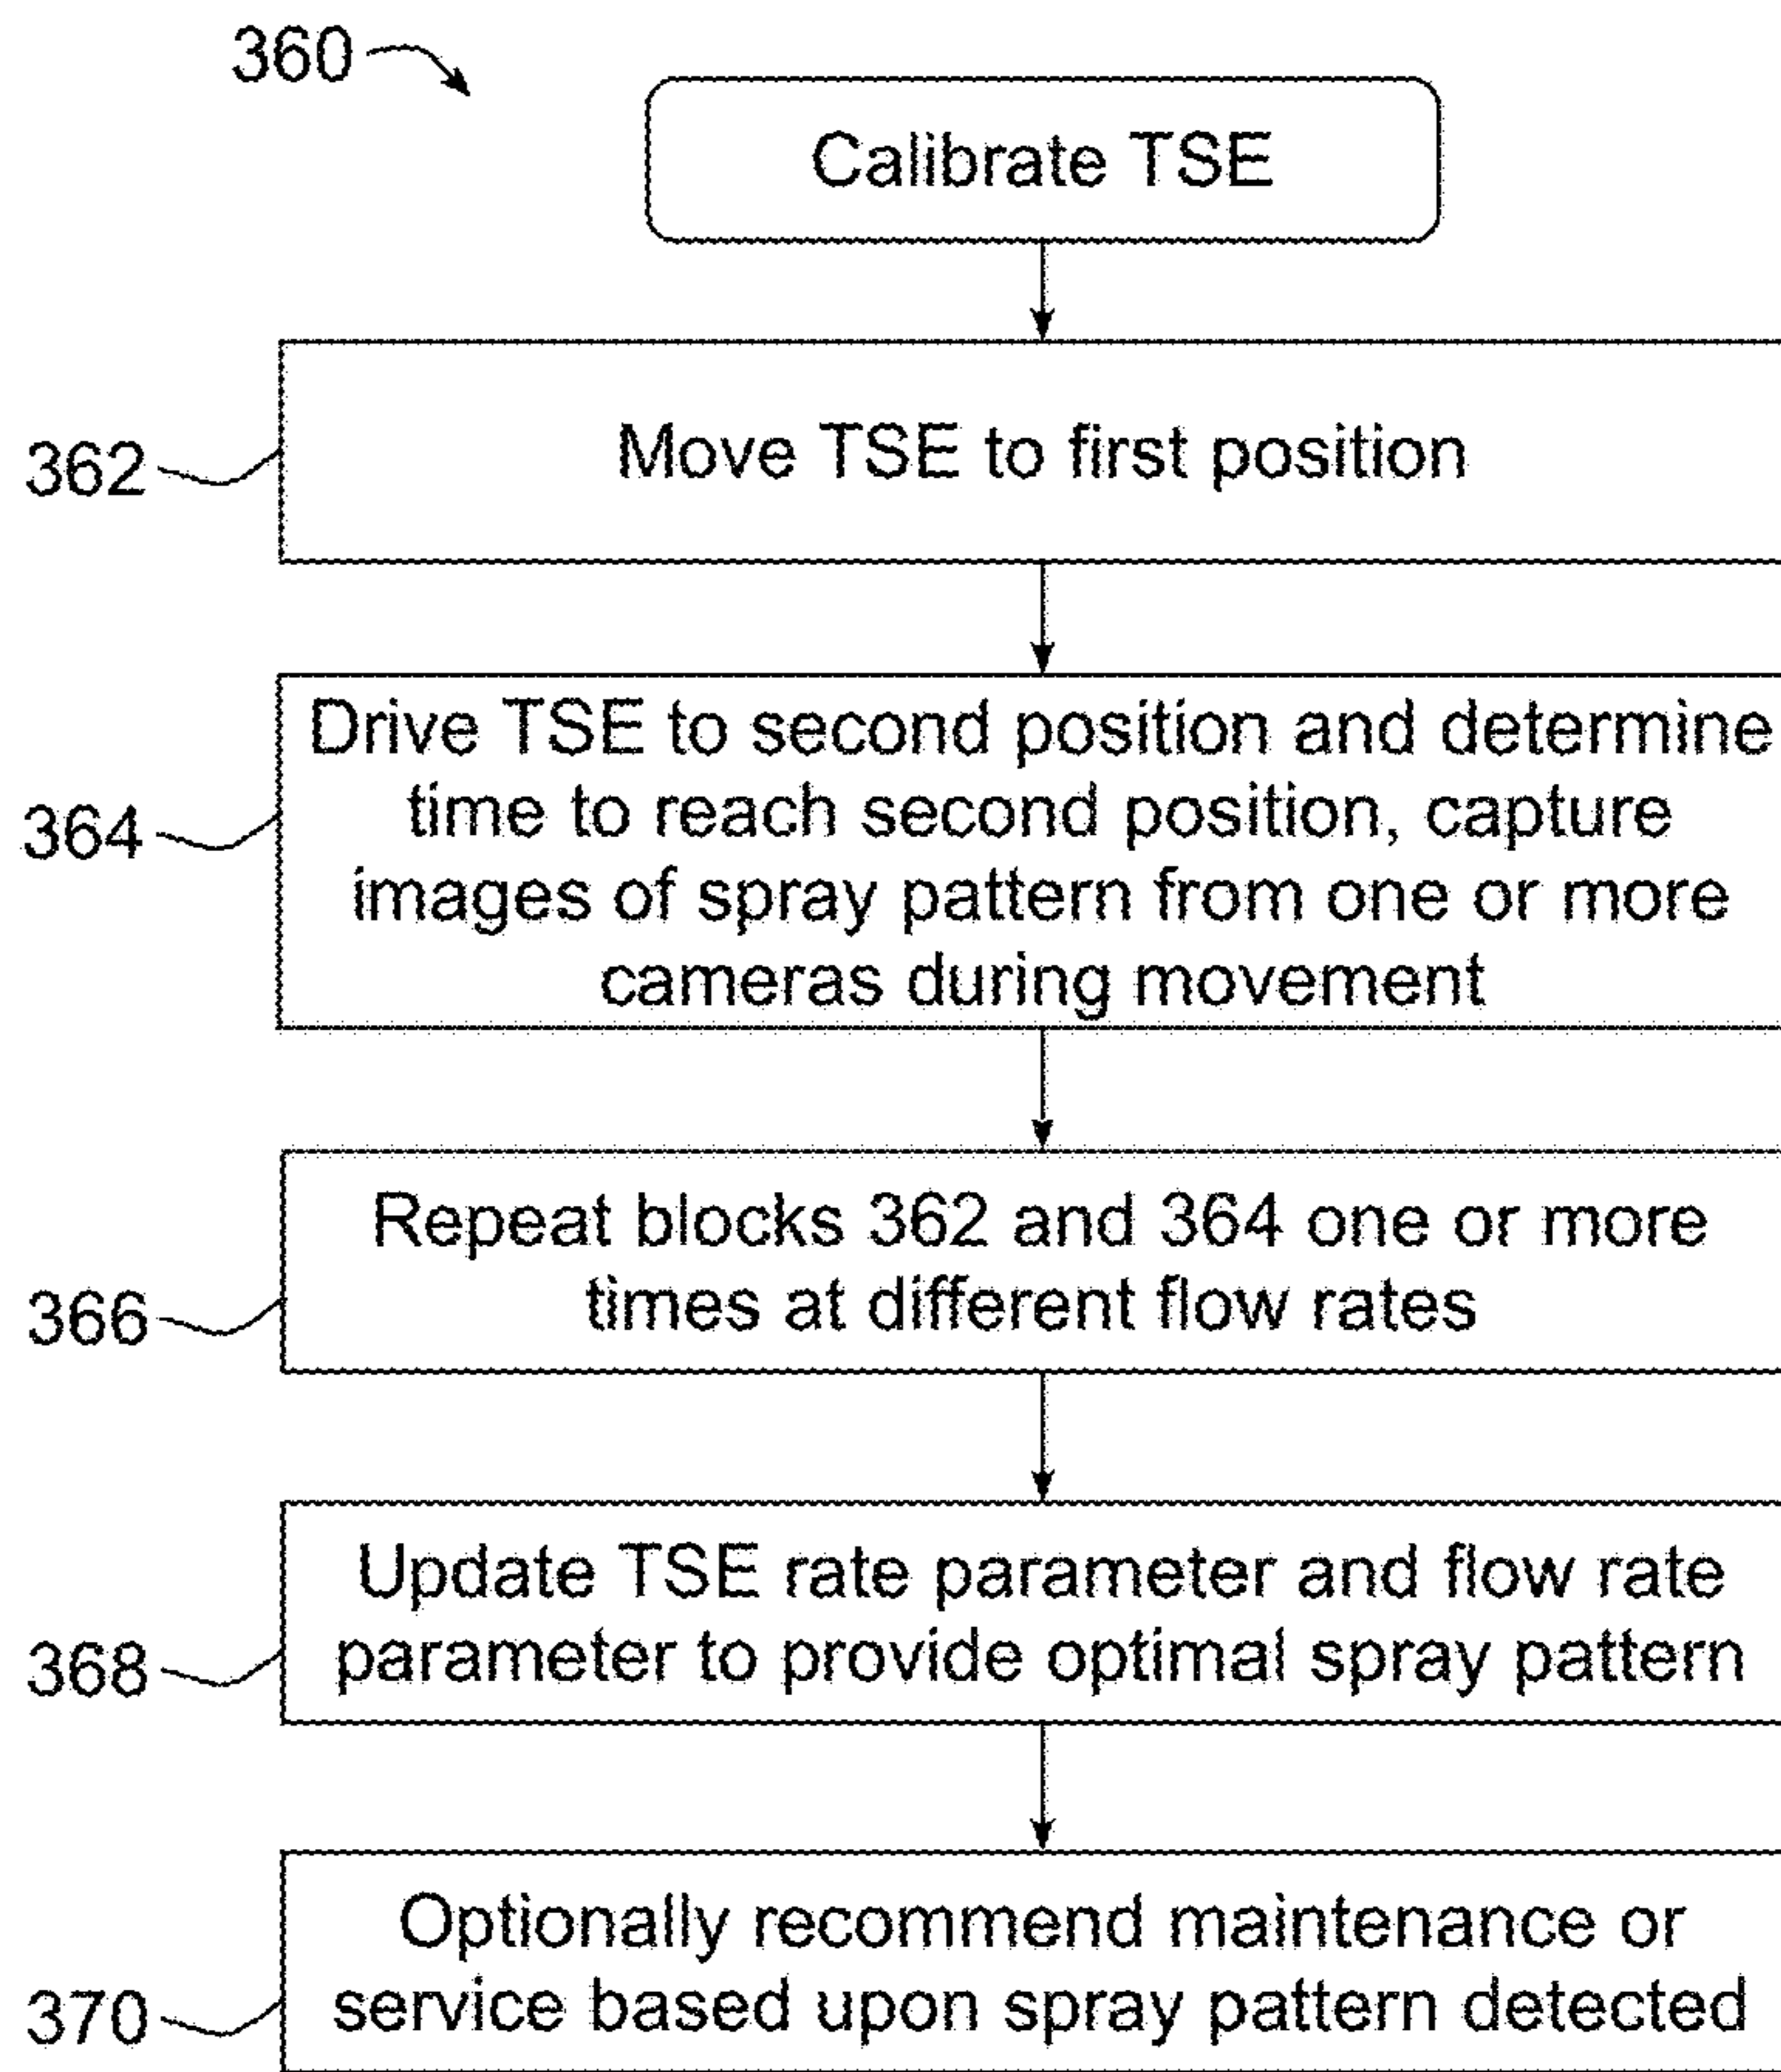 360
Calibrate TSE
362
Move TSE to first position
364
Drive TSE to second position and determine
time to reach second position, capture
images of spray pattern from one or more
cameras during movement
366
Repeat blocks 362 and 364 one or more
times at different flow rates
368
Update TSE rate parameter and flow rate
parameter to provide optimal spray pattern
370
Optionally recommend maintenance or
service based upon spray pattern detected